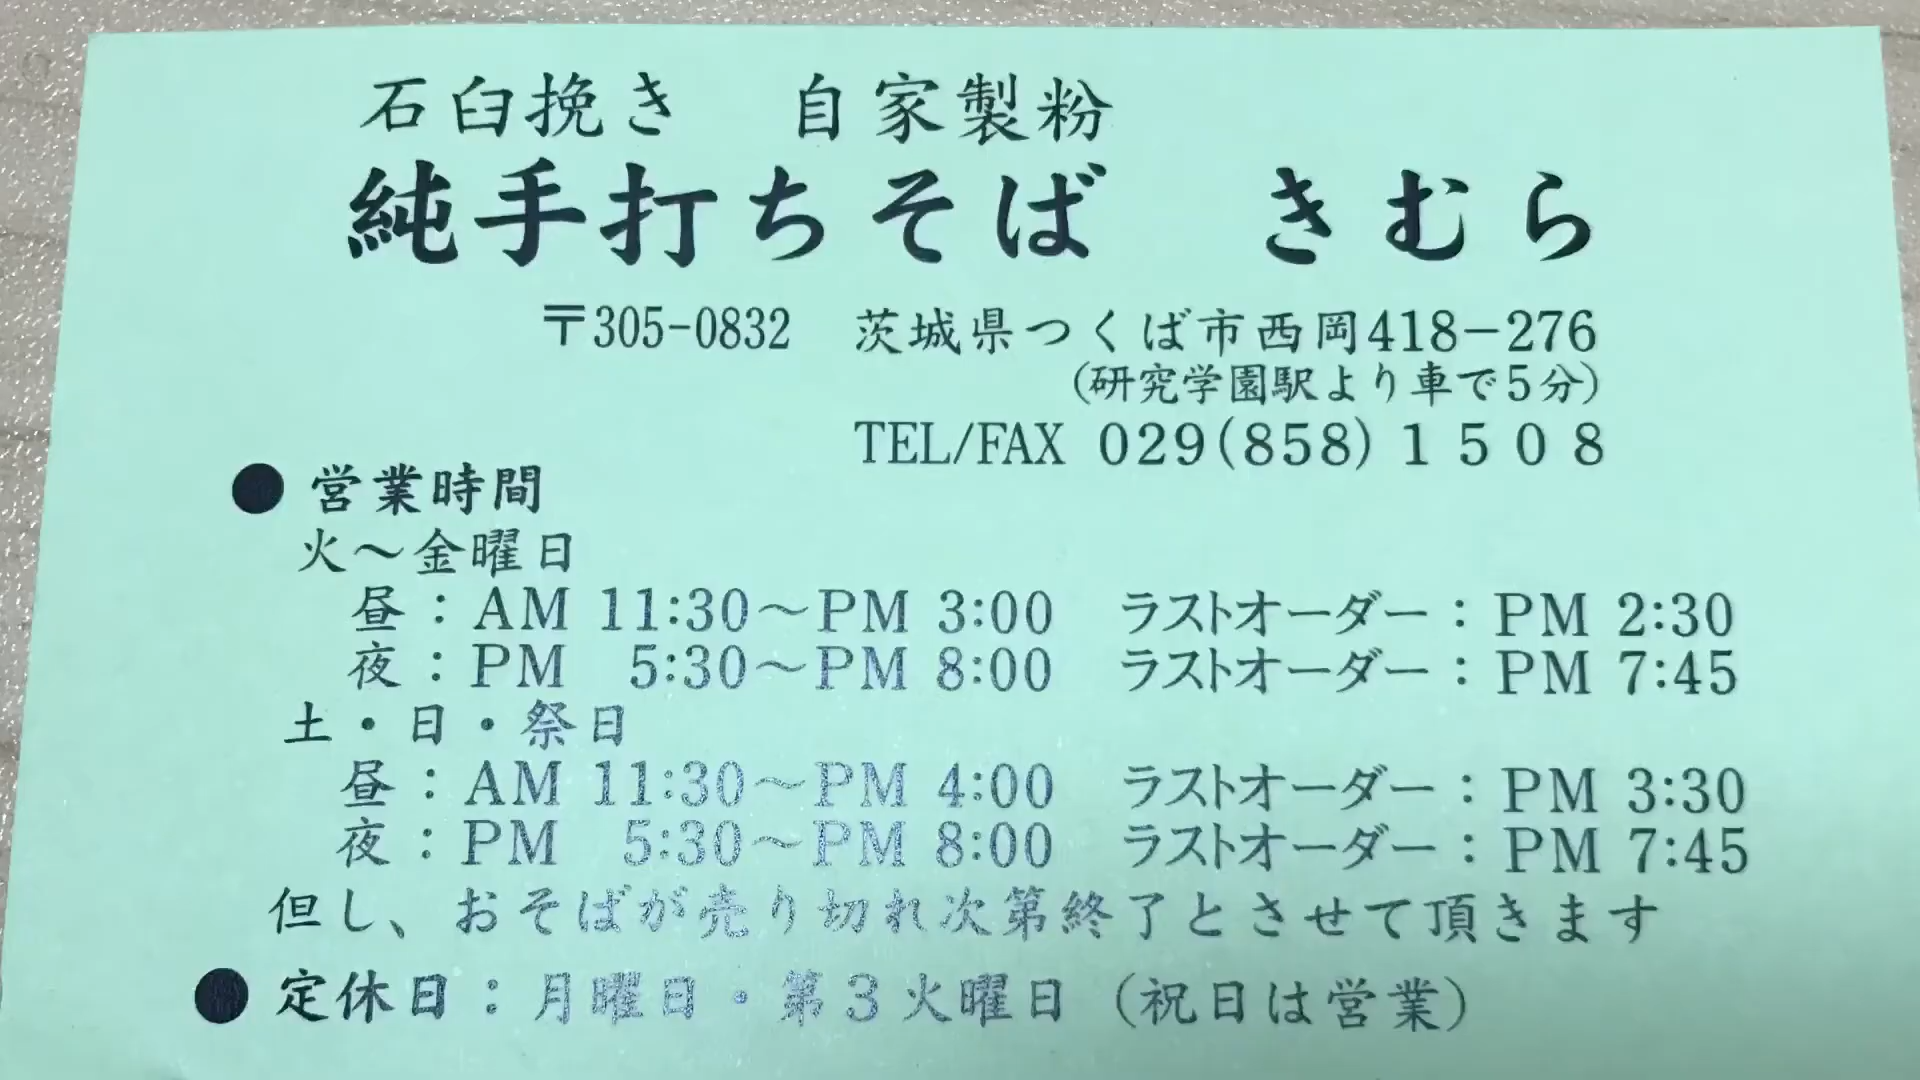 石臼挽き　自家製粉
純手打ちそば　きむら
〒305-0832　茨城県つくば市西岡418－276
(研究学園駅より車で５分)
TEL/FAX 029(858)１５０８
● 営業時間
火～金曜日
昼：AM 11:30～PM 3:00　ラストオーダー：PM 2:30
夜：PM 5:30～PM 8:00　ラストオーダー：PM 7:45
土・日・祭日
昼：AM 11:30～PM 4:00　ラストオーダー：PM 3:30
夜：PM 5:30～PM 8:00　ラストオーダー：PM 7:45
但し、おそばが売り切れ次第終了とさせて頂きます
● 定休日：月曜日・第３火曜日（祝日は営業）